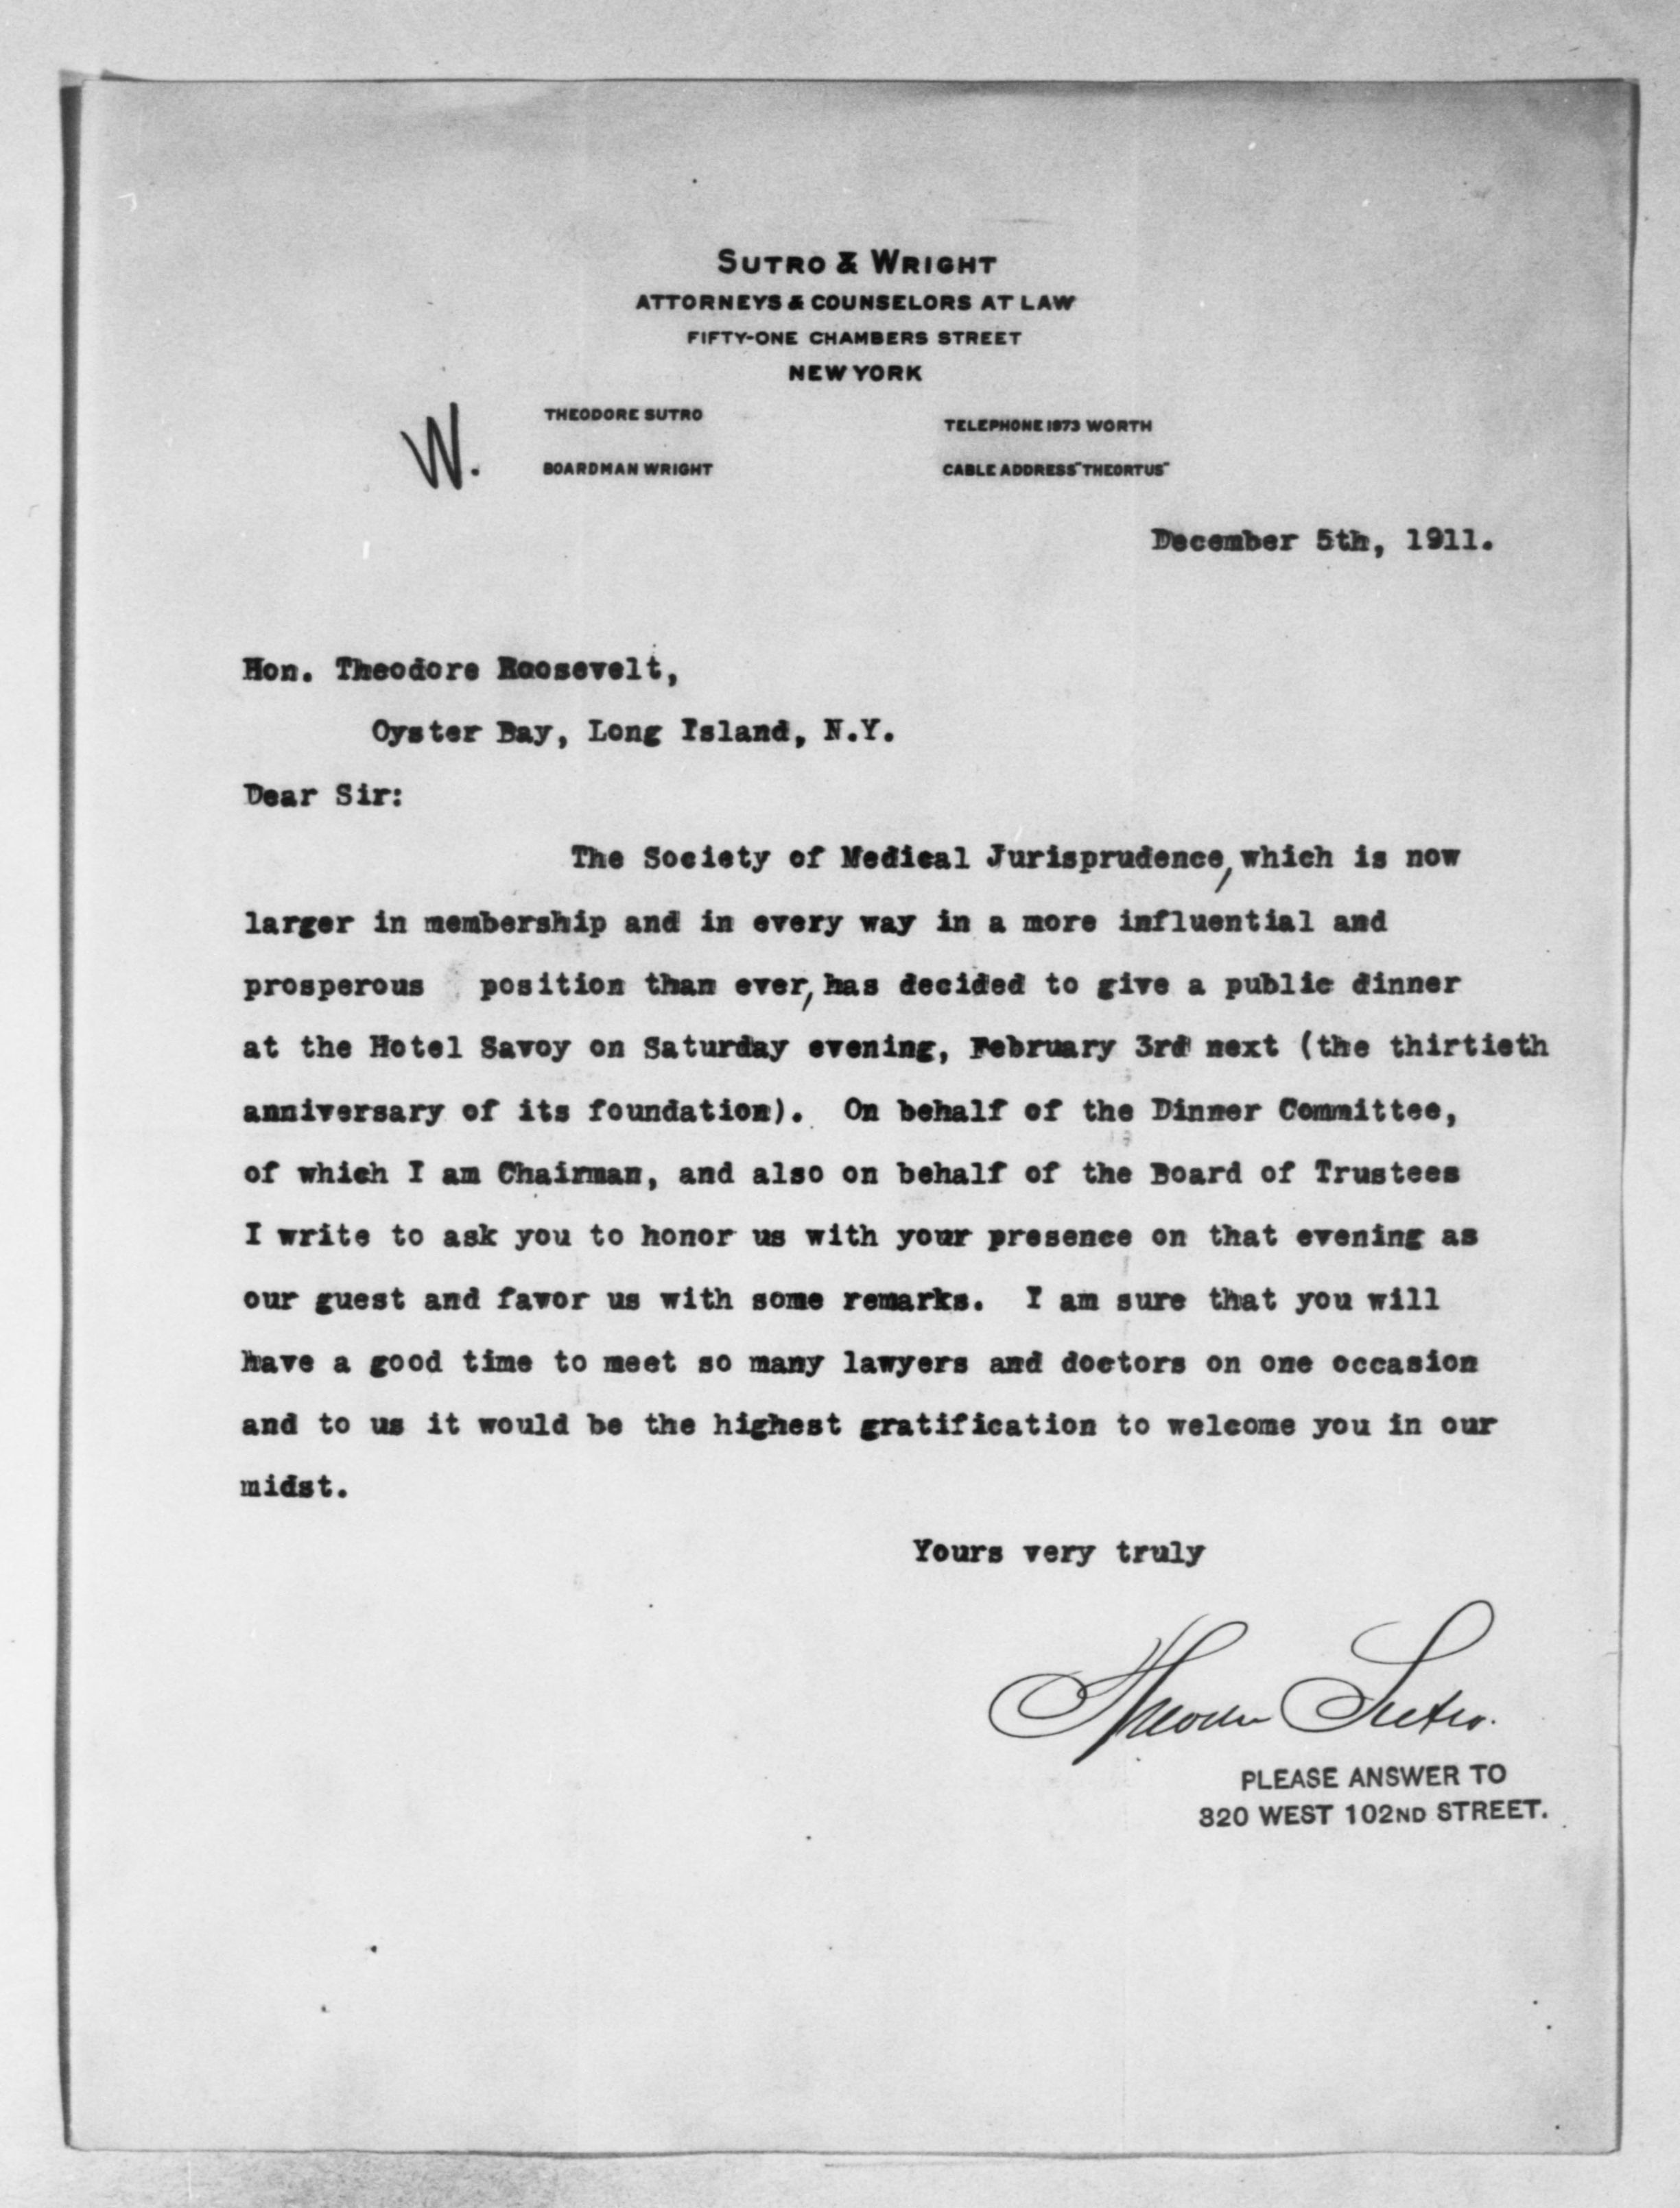 SUTRO & WRIGHT
ATTORNEYS & COUNSELORS AT LAW
FIFTY-ONE CHAMBERS STREET
NEW YORK
W.
THEODORE SUTRO
BOARDMAN WRIGHT
TELEPHONE 1973 WORTH
CABLE ADDRESS "THEORTUS"
December 5th, 1911.
Hon. Theodore Roosevelt,
Oyster Bay, Long Island, N.Y.
Dear Sir:
The Society of Medical Jurisprudence, which is now
larger in membership and in every way in a more influential and
prosperous position than ever, has decided to give a public dinner
at the Hotel Savoy on Saturday evening, February 3rd next (the thirtieth
anniversary of its foundation). On behalf of the Dinner Committee,
of which I am Chairman, and also on behalf of the Board of Trustees
I write to ask you to honor us with your presence on that evening as
our guest and favor us with some remarks. I am sure that you will
have a good time to meet so many lawyers and doctors on one occasion
and to us it would be the highest gratification to welcome you in our
midst.
Yours very truly
Theodore Sutro.
PLEASE ANSWER TO
320 WEST 102ND STREET.